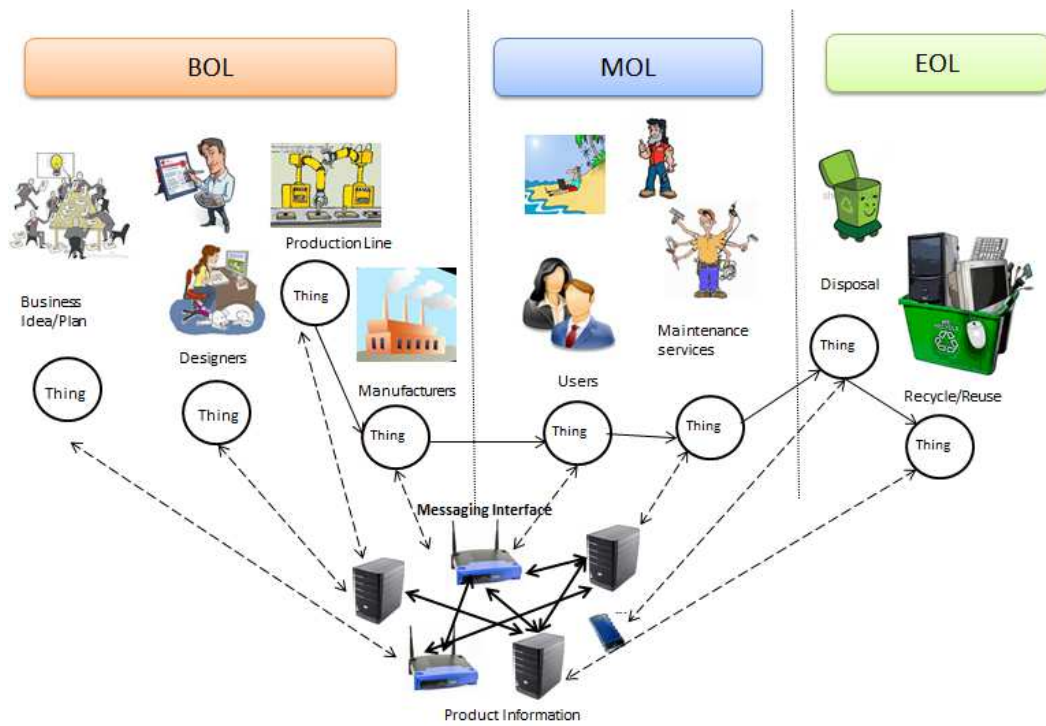 BOL
MOL
EOL
Production Line
Thing
Business
Idea/Plan
Thing
Designers
Thing
Manufacturers
Thing
Users
Thing
Maintenance
services
Thing
Disposal
Thing
Recycle/Reuse
Thing
Messaging Interface
Product Information